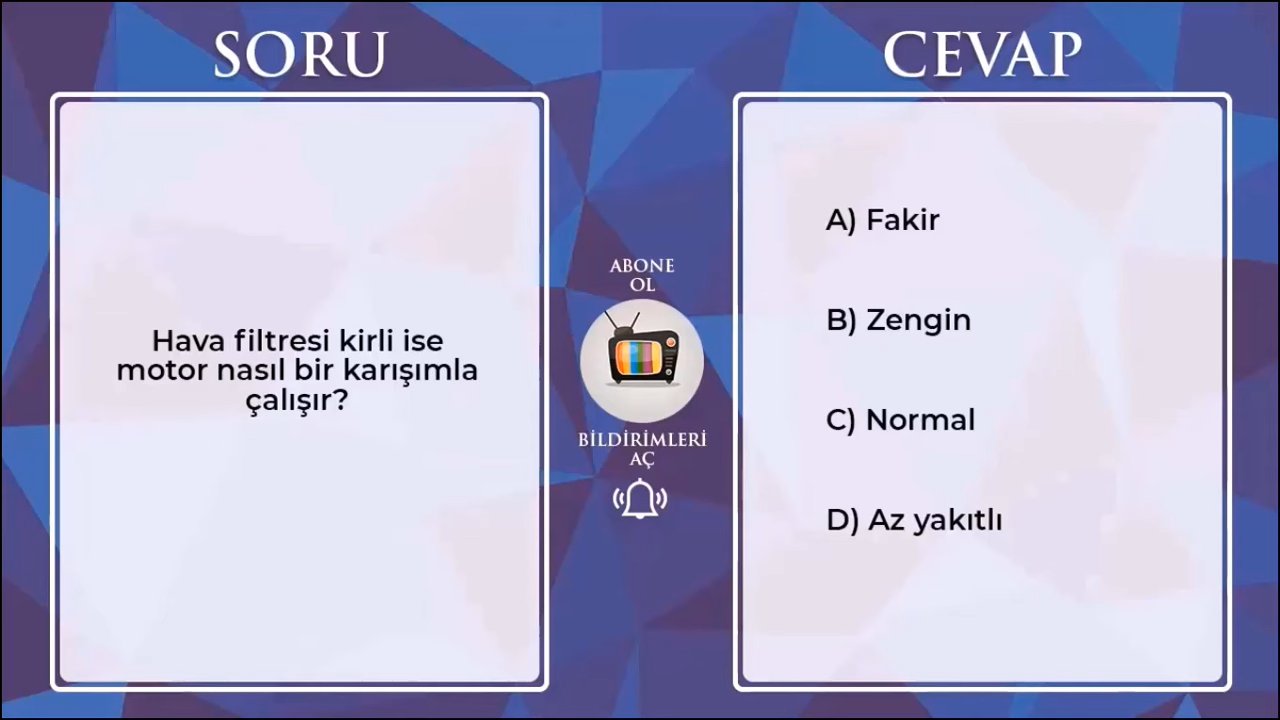 SORU
Hava filtresi kirli ise
motor nasıl bir karışımla
çalışır?
ABONE
OL
BİLDİRİMLERİ
AÇ
CEVAP
A) Fakir
B) Zengin
C) Normal
D) Az yakıtlı